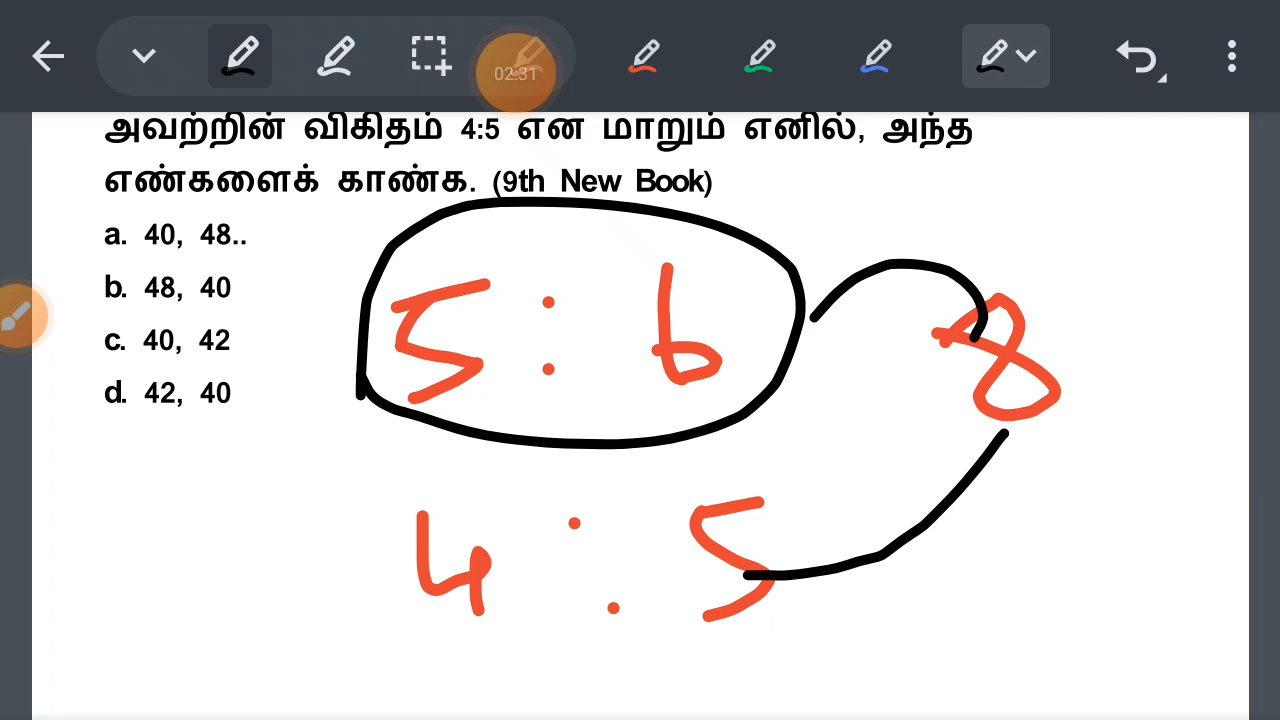 02:31
அவற்றின் விகிதம் 4:5 என மாறும் எனில், அந்த
எண்களைக் காண்க. (9th New Book)
a. 40, 48..
b. 48, 40
c. 40, 42
d. 42, 40
5 : 6
8
4 : 5